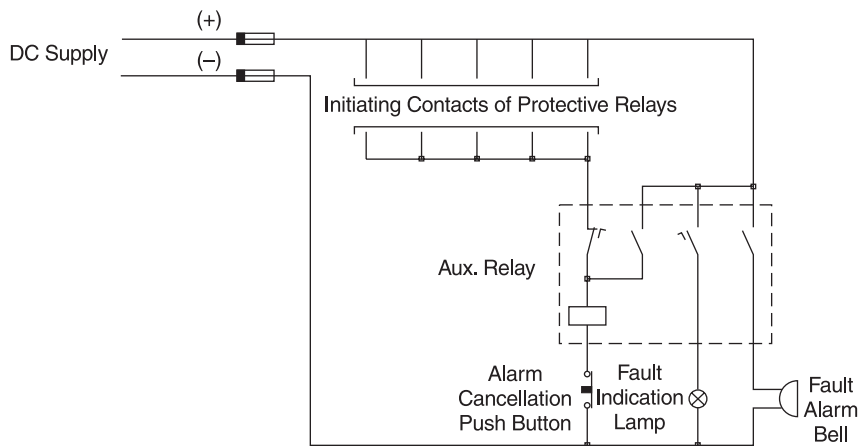 (+)
DC Supply
(–)
Initiating Contacts of Protective Relays
Aux. Relay
Alarm
Cancellation
Push Button
Fault
Indication
Lamp
Fault
Alarm
Bell